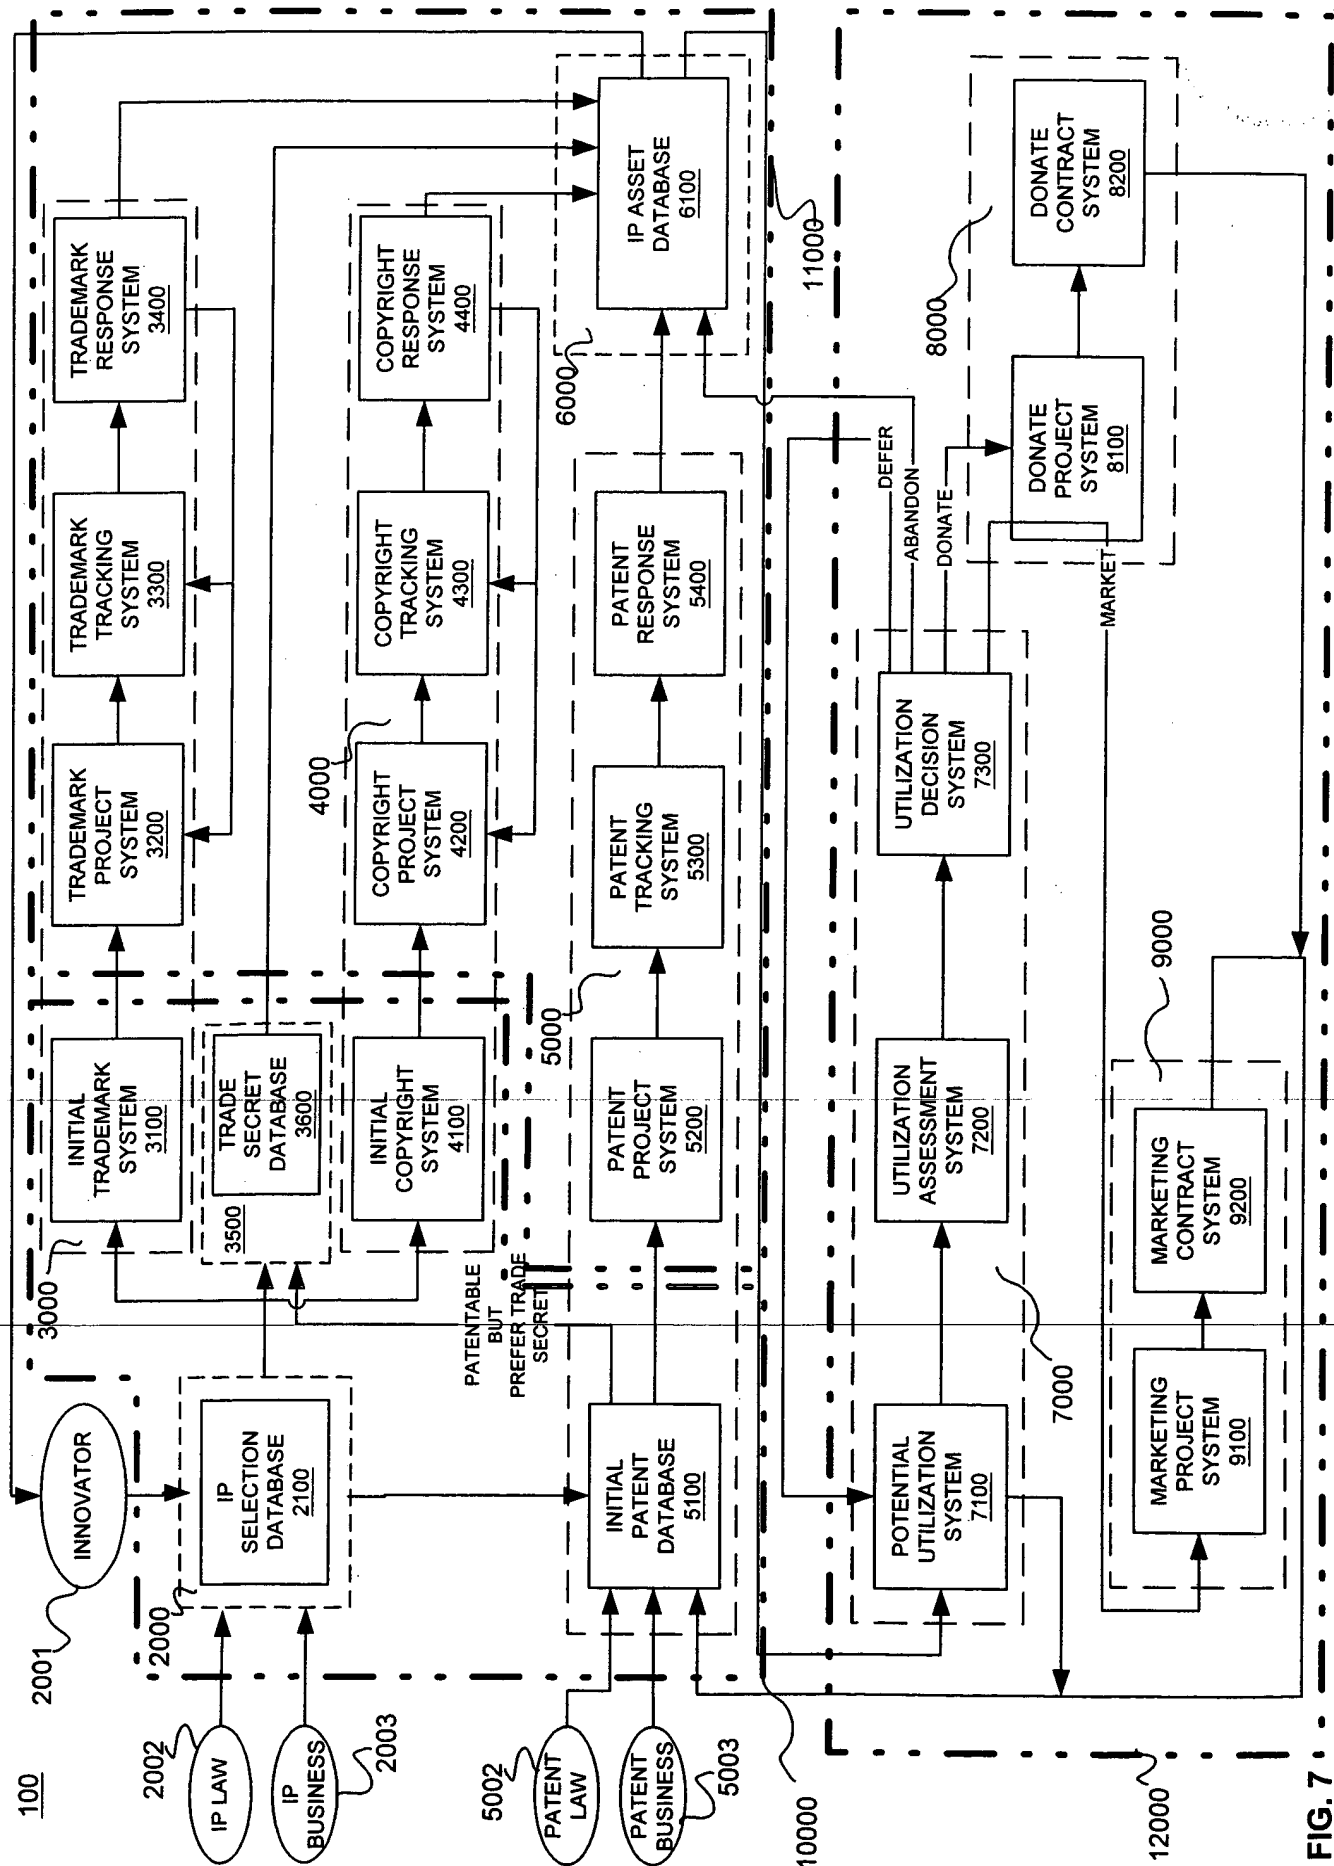 100
2001
INNOVATOR
2002
IP LAW
IP
BUSINESS
2003
2000
IP
SELECTION
DATABASE
2100
3000
INITIAL
TRADEMARK
SYSTEM
3100
TRADEMARK
PROJECT
SYSTEM
3200
TRADEMARK
TRACKING
SYSTEM
3300
TRADEMARK
RESPONSE
SYSTEM
3400
3500
TRADE
SECRET
DATABASE
3600
INITIAL
COPYRIGHT
SYSTEM
4100
4000
COPYRIGHT
PROJECT
SYSTEM
4200
COPYRIGHT
TRACKING
SYSTEM
4300
COPYRIGHT
RESPONSE
SYSTEM
4400
PATENTABLE
BUT
PREFER TRADE
SECRET
5002
PATENT
LAW
PATENT
BUSINESS
5003
INITIAL
PATENT
DATABASE
5100
5000
PATENT
PROJECT
SYSTEM
5200
PATENT
TRACKING
SYSTEM
5300
PATENT
RESPONSE
SYSTEM
5400
6000
IP ASSET
DATABASE
6100
10000
11000
POTENTIAL
UTILIZATION
SYSTEM
7100
7000
UTILIZATION
ASSESSMENT
SYSTEM
7200
UTILIZATION
DECISION
SYSTEM
7300
DEFER
ABANDON
DONATE
MARKET
8000
DONATE
PROJECT
SYSTEM
8100
DONATE
CONTRACT
SYSTEM
8200
9000
MARKETING
PROJECT
SYSTEM
9100
MARKETING
CONTRACT
SYSTEM
9200
12000
FIG. 7